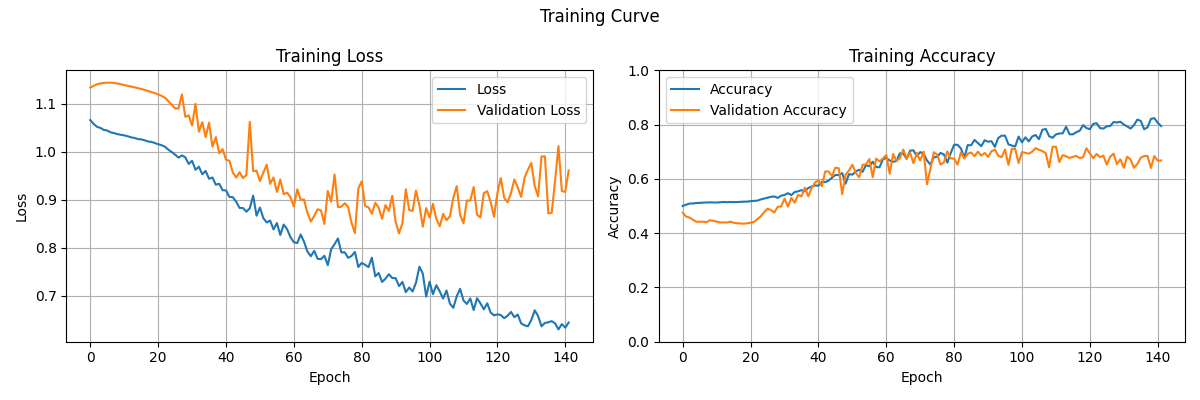 Training Curve
Training Loss
Loss
Validation Loss
1.1
1.0
0.9
0.8
0.7
Loss
0
20
40
60
80
100
120
140
Epoch
Training Accuracy
Accuracy
Validation Accuracy
1.0
0.8
0.6
0.4
0.2
0.0
Accuracy
0
20
40
60
80
100
120
140
Epoch